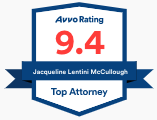 Avvo Rating
9.4
Jacqueline Lentini McCullough
Top Attorney